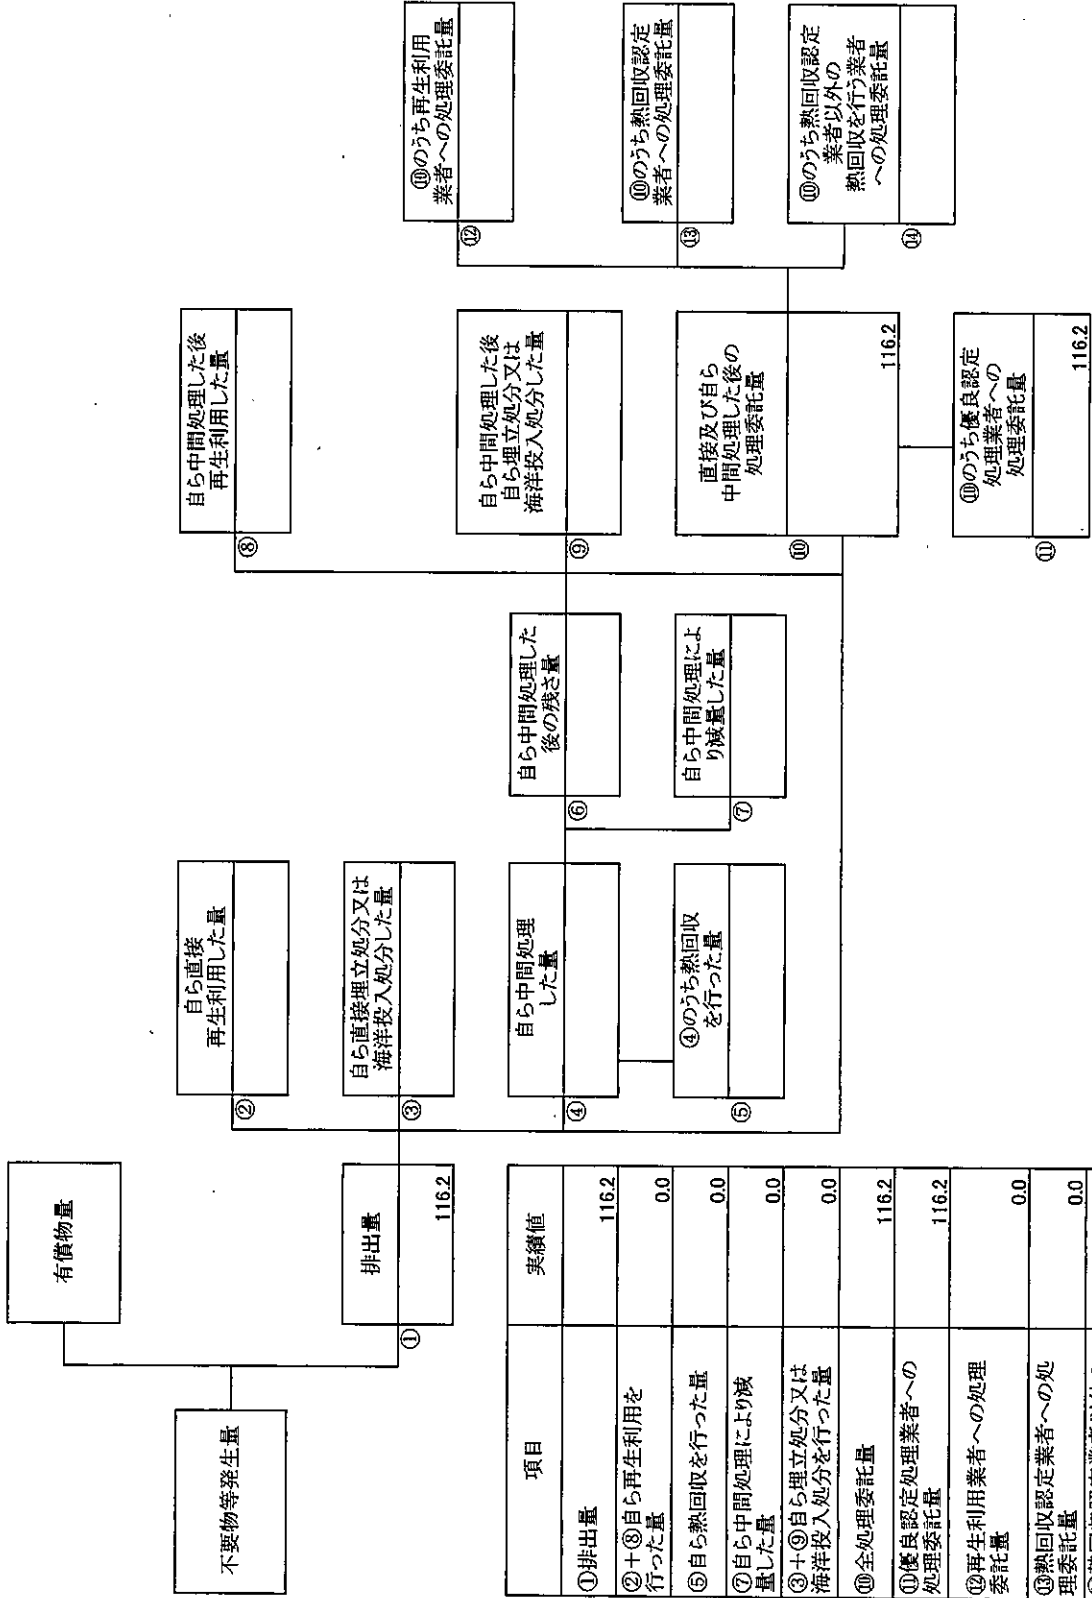 不要物等発生量
有償物量
①
排出量
116.2
②
自ら直接
再生利用した量
③
自ら直接埋立処分又は
海洋投入処分した量
④
自ら中間処理
した量
⑤
④のうち熱回収
を行った量
⑥
自ら中間処理した
後の残さ量
⑦
自ら中間処理によ
り減量した量
⑧
自ら中間処理した後
再生利用した量
⑨
自ら中間処理した後
自ら埋立処分又は
海洋投入処分した量
⑩
直接及び自ら
中間処理した後の
処理委託量
116.2
⑪
⑩のうち優良認定
処理業者への
処理委託量
116.2
⑫
⑩のうち再生利用
業者への処理委託量
⑬
⑩のうち熱回収認定
業者への処理委託量
⑭
⑩のうち熱回収認定
業者以外の
熱回収を行う業者
への処理委託量
項目 実績値
①排出量 116.2
②+⑧自ら再生利用を
行った量 0.0
⑤自ら熱回収を行った量 0.0
⑦自ら中間処理により減
量した量 0.0
③+⑨自ら埋立処分又は
海洋投入処分を行った量 0.0
⑩全処理委託量 116.2
⑪優良認定処理業者への
処理委託量 116.2
⑫再生利用業者への処理
委託量 0.0
⑬熱回収認定業者への処
理委託量 0.0